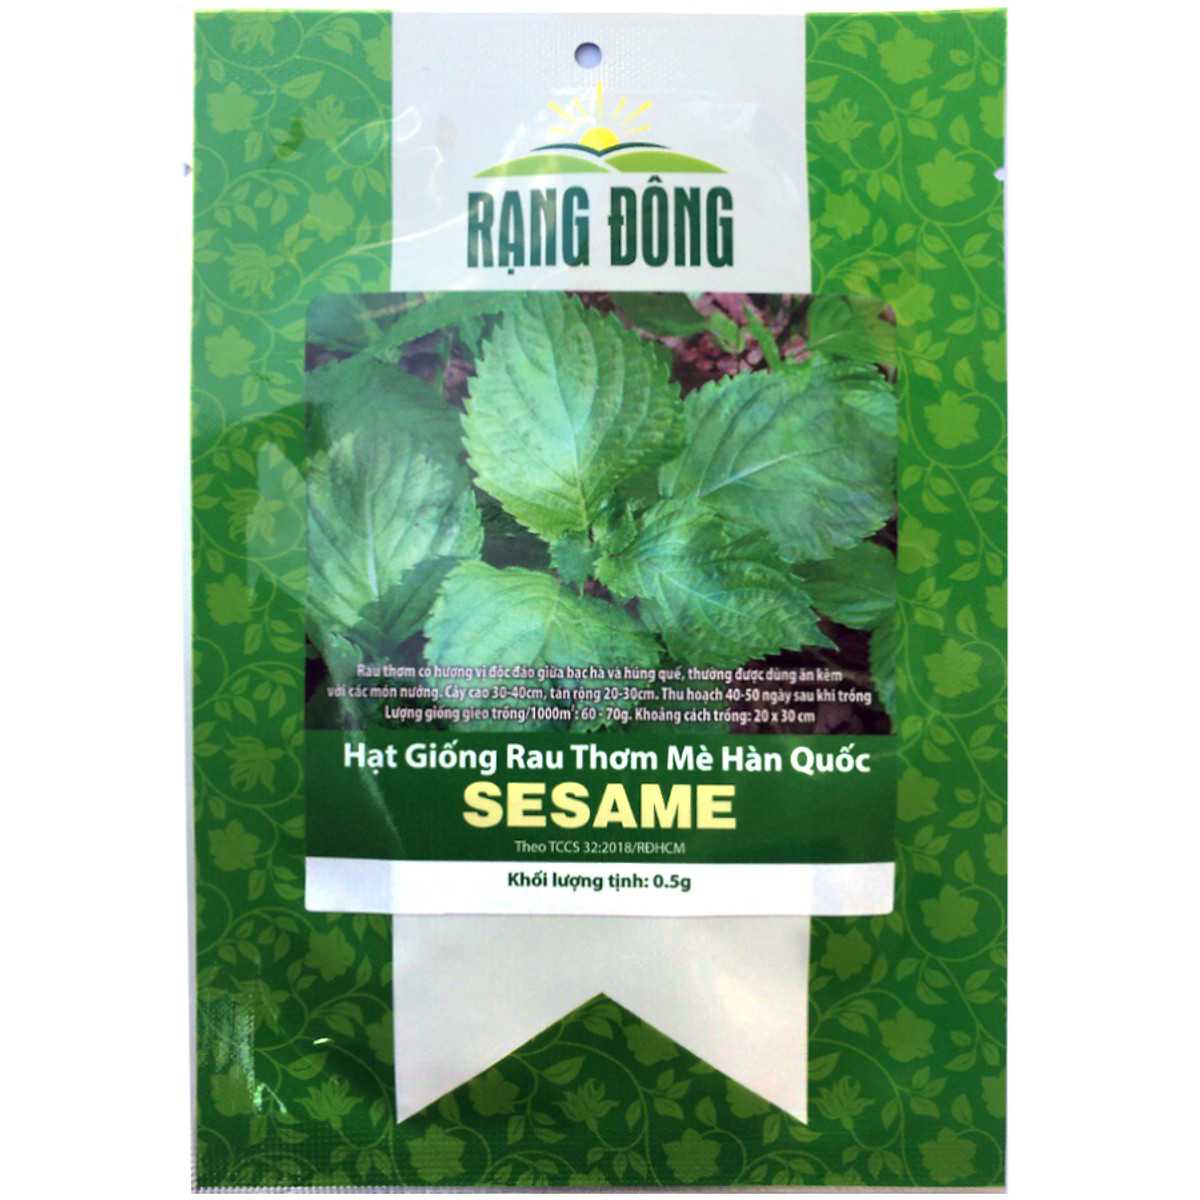 RẠNG ĐÔNG
Rau thơm có hương vị độc đáo giữa bạc hà và húng quế, thường được dùng ăn kèm
với các món nướng. Cây cao 30-40cm, tán rộng 20-30cm. Thu hoạch 40-50 ngày sau khi trồng
Lượng giống gieo trồng/1000m²: 60 - 70g. Khoảng cách trồng: 20 x 30 cm
Hạt Giống Rau Thơm Mè Hàn Quốc
SESAME
Theo TCCS 32:2018/RĐHCM
Khối lượng tịnh: 0.5g